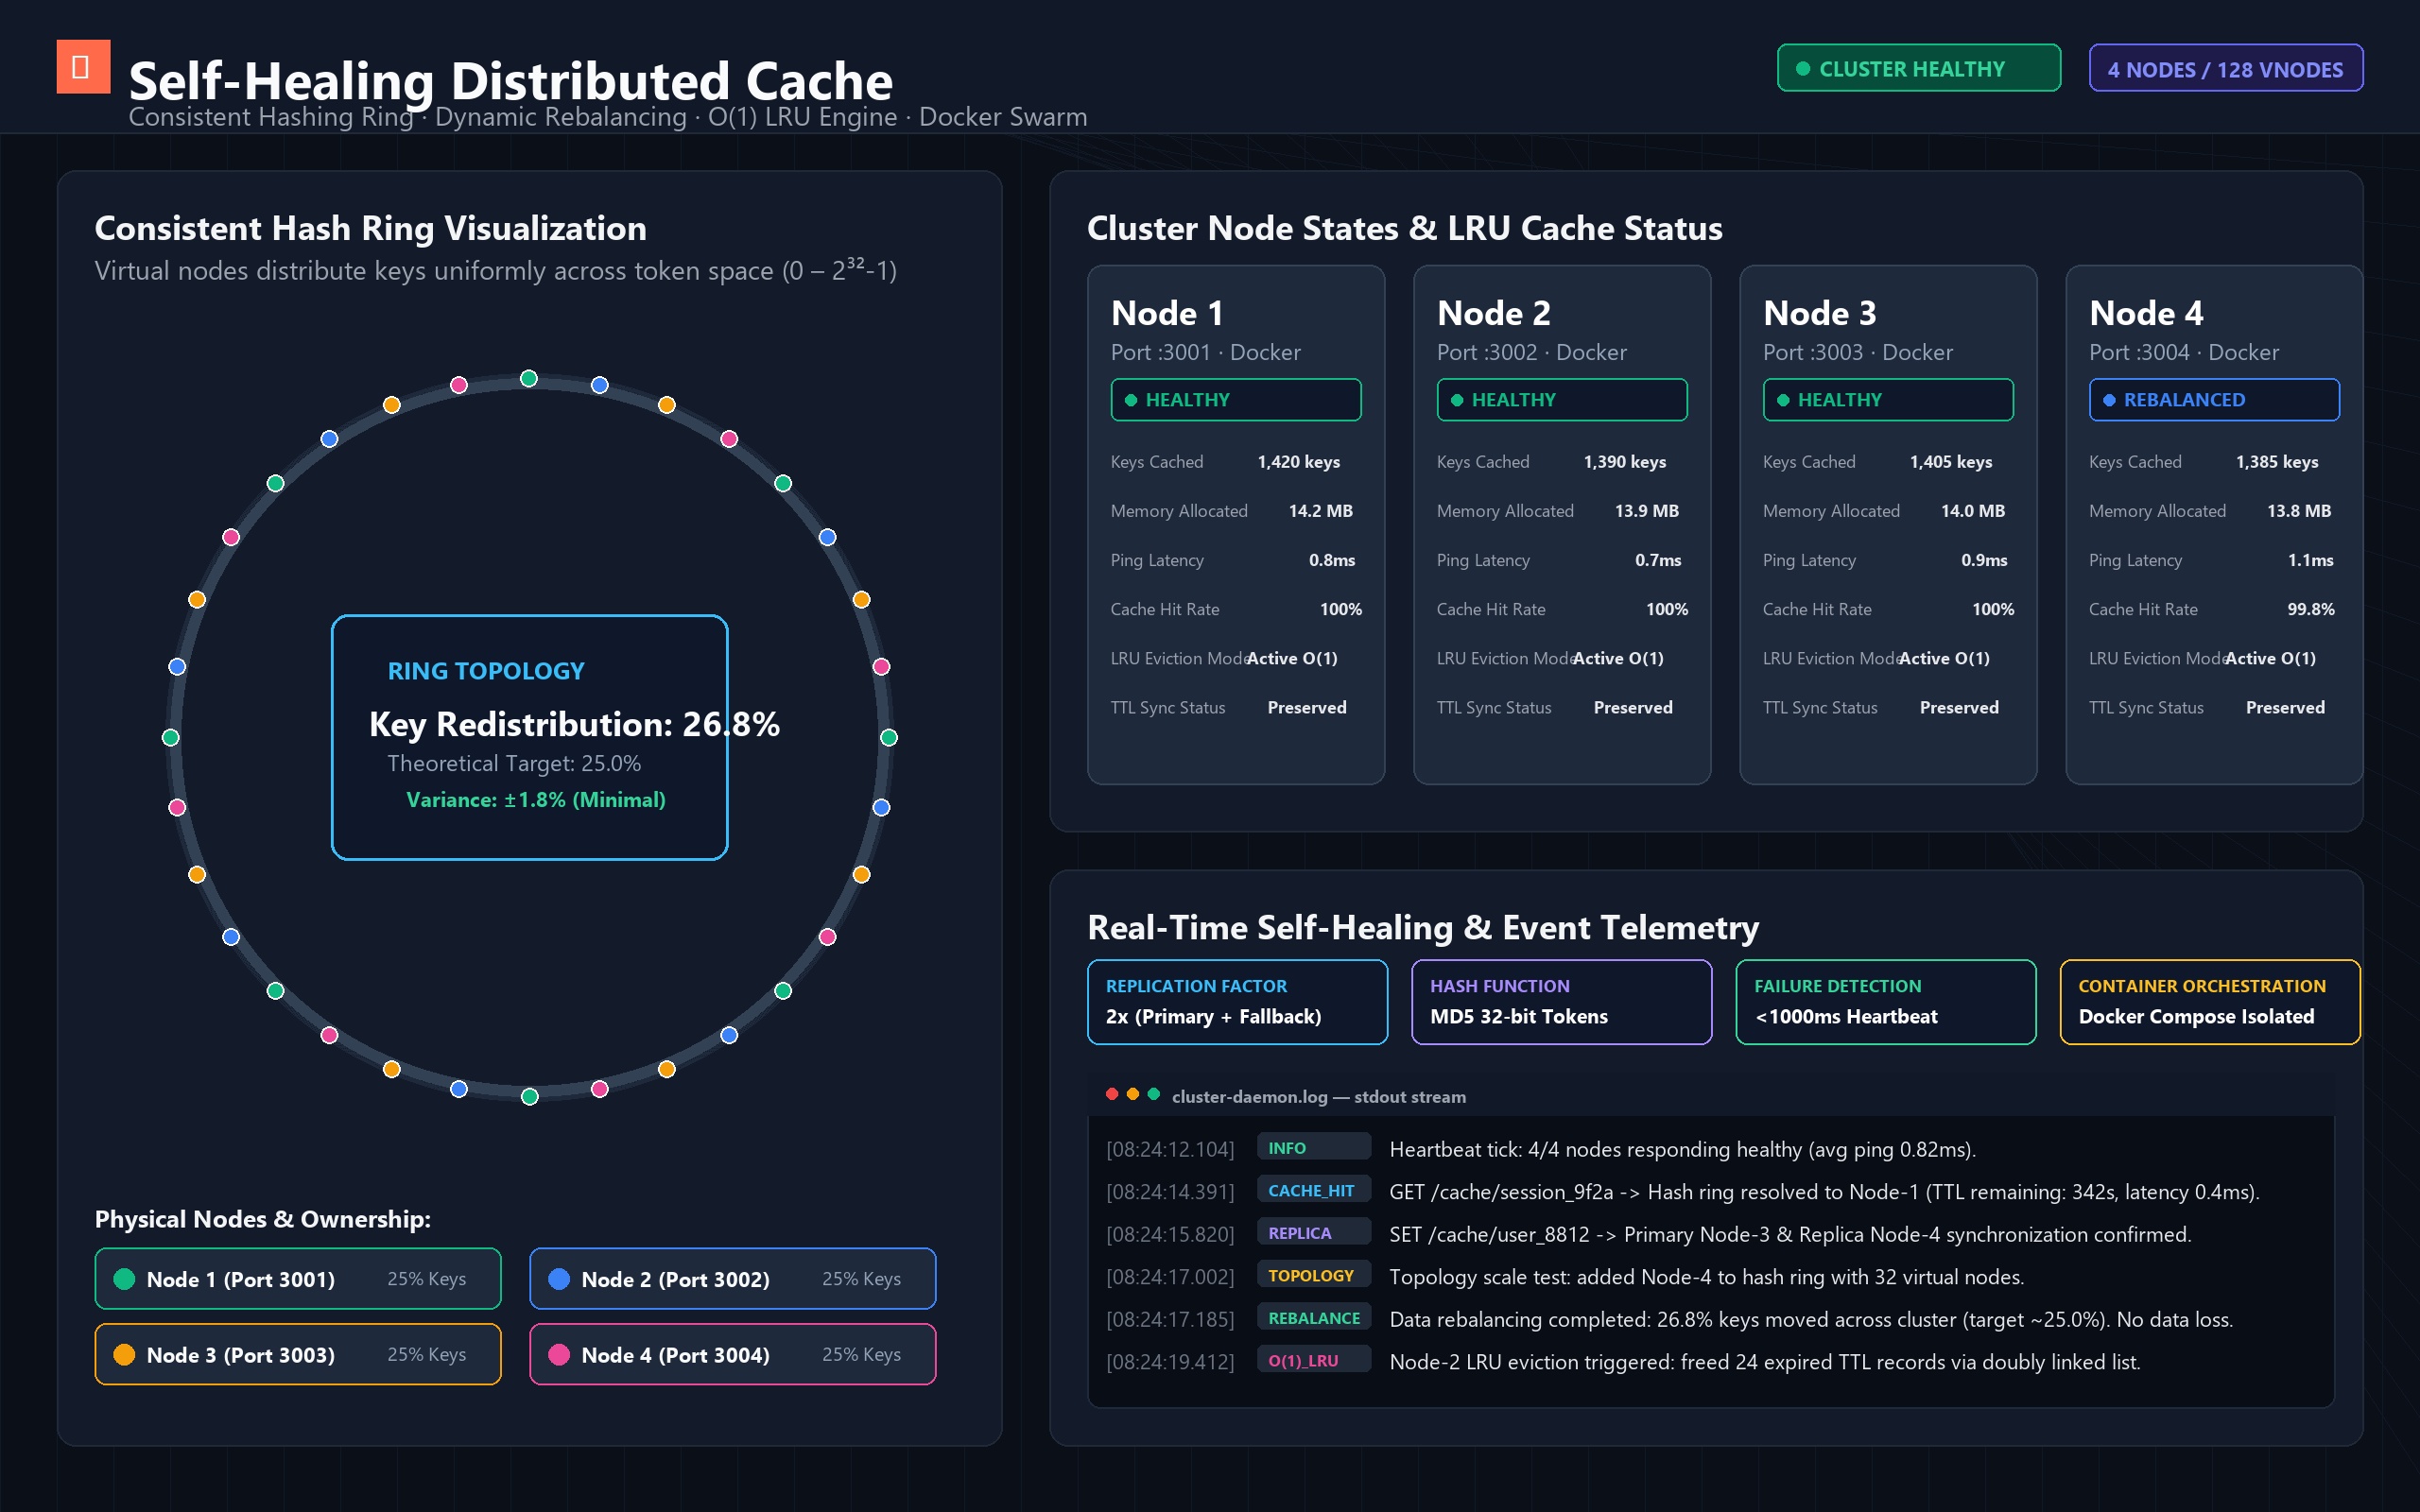 Self-Healing Distributed Cache
Consistent Hashing Ring · Dynamic Rebalancing · O(1) LRU Engine · Docker Swarm
CLUSTER HEALTHY
4 NODES / 128 VNODES
Consistent Hash Ring Visualization
Virtual nodes distribute keys uniformly across token space (0 – 2³²-1)
RING TOPOLOGY
Key Redistribution: 26.8%
Theoretical Target: 25.0%
Variance: ±1.8% (Minimal)
Physical Nodes & Ownership:
Node 1 (Port 3001) 25% Keys
Node 2 (Port 3002) 25% Keys
Node 3 (Port 3003) 25% Keys
Node 4 (Port 3004) 25% Keys
Cluster Node States & LRU Cache Status
Node 1
Port :3001 · Docker
HEALTHY
Keys Cached 1,420 keys
Memory Allocated 14.2 MB
Ping Latency 0.8ms
Cache Hit Rate 100%
LRU Eviction Mode Active O(1)
TTL Sync Status Preserved
Node 2
Port :3002 · Docker
HEALTHY
Keys Cached 1,390 keys
Memory Allocated 13.9 MB
Ping Latency 0.7ms
Cache Hit Rate 100%
LRU Eviction Mode Active O(1)
TTL Sync Status Preserved
Node 3
Port :3003 · Docker
HEALTHY
Keys Cached 1,405 keys
Memory Allocated 14.0 MB
Ping Latency 0.9ms
Cache Hit Rate 100%
LRU Eviction Mode Active O(1)
TTL Sync Status Preserved
Node 4
Port :3004 · Docker
REBALANCED
Keys Cached 1,385 keys
Memory Allocated 13.8 MB
Ping Latency 1.1ms
Cache Hit Rate 99.8%
LRU Eviction Mode Active O(1)
TTL Sync Status Preserved
Real-Time Self-Healing & Event Telemetry
REPLICATION FACTOR
2x (Primary + Fallback)
HASH FUNCTION
MD5 32-bit Tokens
FAILURE DETECTION
<1000ms Heartbeat
CONTAINER ORCHESTRATION
Docker Compose Isolated
cluster-daemon.log — stdout stream
[08:24:12.104] INFO Heartbeat tick: 4/4 nodes responding healthy (avg ping 0.82ms).
[08:24:14.391] CACHE_HIT GET /cache/session_9f2a -> Hash ring resolved to Node-1 (TTL remaining: 342s, latency 0.4ms).
[08:24:15.820] REPLICA SET /cache/user_8812 -> Primary Node-3 & Replica Node-4 synchronization confirmed.
[08:24:17.002] TOPOLOGY Topology scale test: added Node-4 to hash ring with 32 virtual nodes.
[08:24:17.185] REBALANCE Data rebalancing completed: 26.8% keys moved across cluster (target ~25.0%). No data loss.
[08:24:19.412] O(1)_LRU Node-2 LRU eviction triggered: freed 24 expired TTL records via doubly linked list.